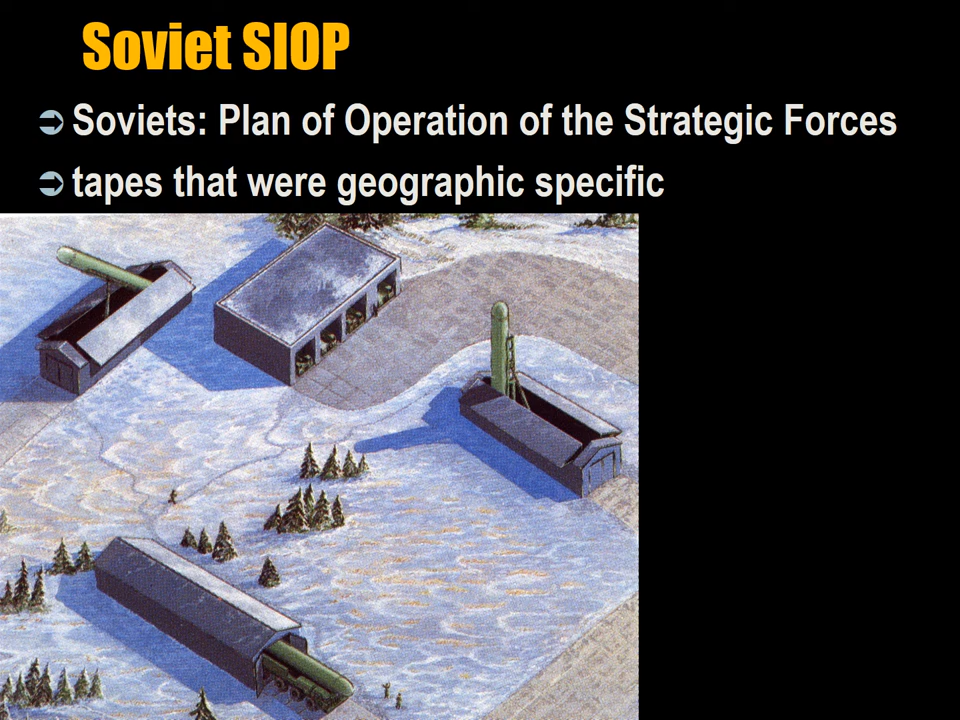 Soviet SIOP
Soviets: Plan of Operation of the Strategic Forces
tapes that were geographic specific